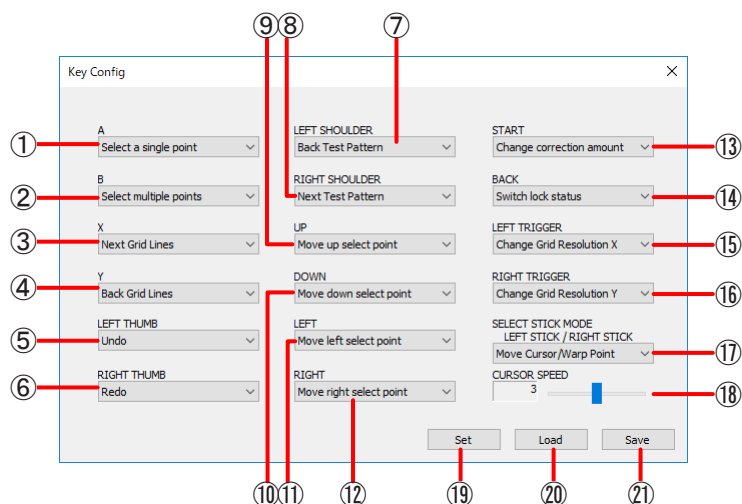 ⑨ ⑧ ⑦
Key Config
A
① Select a single point
LEFT SHOULDER
Back Test Pattern
START
Change correction amount ⑬
B
② Select multiple points
RIGHT SHOULDER
Next Test Pattern
BACK
Switch lock status ⑭
X
③ Next Grid Lines
UP
Move up select point
LEFT TRIGGER
Change Grid Resolution X ⑮
Y
④ Back Grid Lines
DOWN
Move down select point
RIGHT TRIGGER
Change Grid Resolution Y ⑯
LEFT THUMB
⑤ Undo
LEFT
Move left select point
SELECT STICK MODE
LEFT STICK / RIGHT STICK
Move Cursor/Warp Point ⑰
RIGHT THUMB
⑥ Redo
RIGHT
Move right select point
CURSOR SPEED
3 ⑱
Set Load Save
⑩ ⑪ ⑫ ⑲ ⑳ ㉑